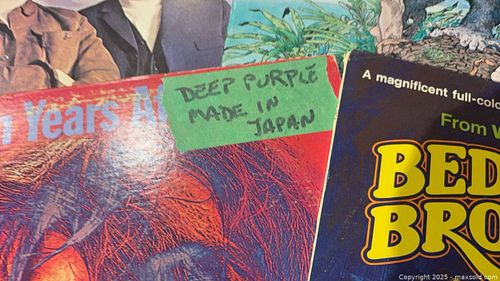 DEEP PURPLE
MADE IN
JAPAN
Years A
A magnificent full-colo
From
BED
BRO
Copyright 2025 - maxsold.com